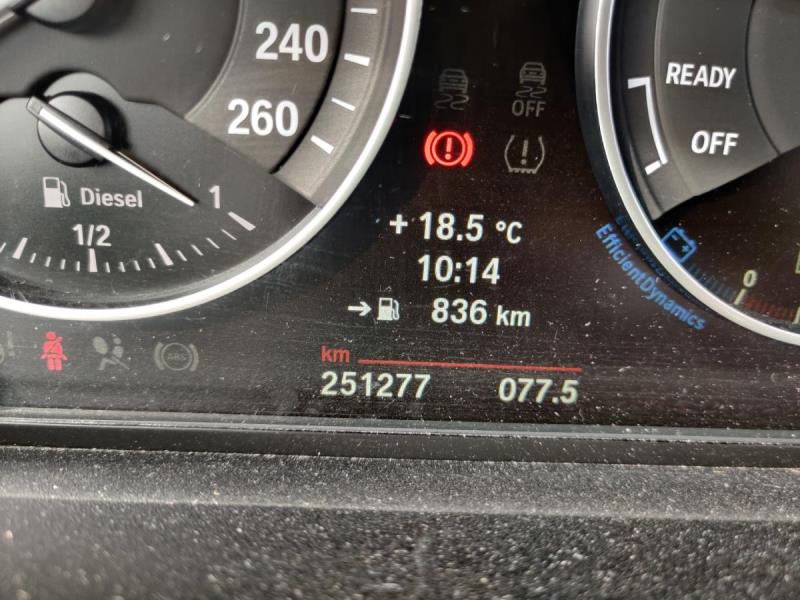 240
260
Diesel
1/2
1
OFF
+ 18.5 °C
10:14
→ 836 km
km
251277 077.5
ABS
READY
OFF
EfficientDynamics
0